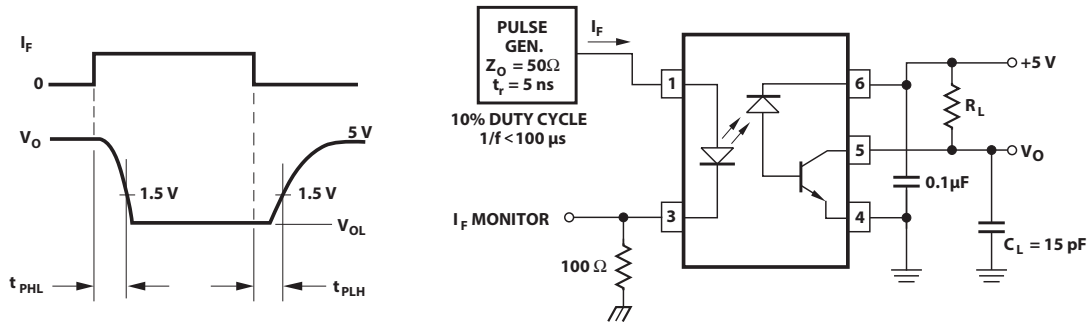 I_F
0
V_O
5 V
1.5 V
1.5 V
V_OL
t_PHL
t_PLH
PULSE
GEN.
Z_O = 50Ω
t_r = 5 ns
10% DUTY CYCLE
1/f < 100 µs
I_F
1
3
6
5
4
+5 V
R_L
V_O
0.1µF
C_L = 15 pF
I_F MONITOR
100 Ω